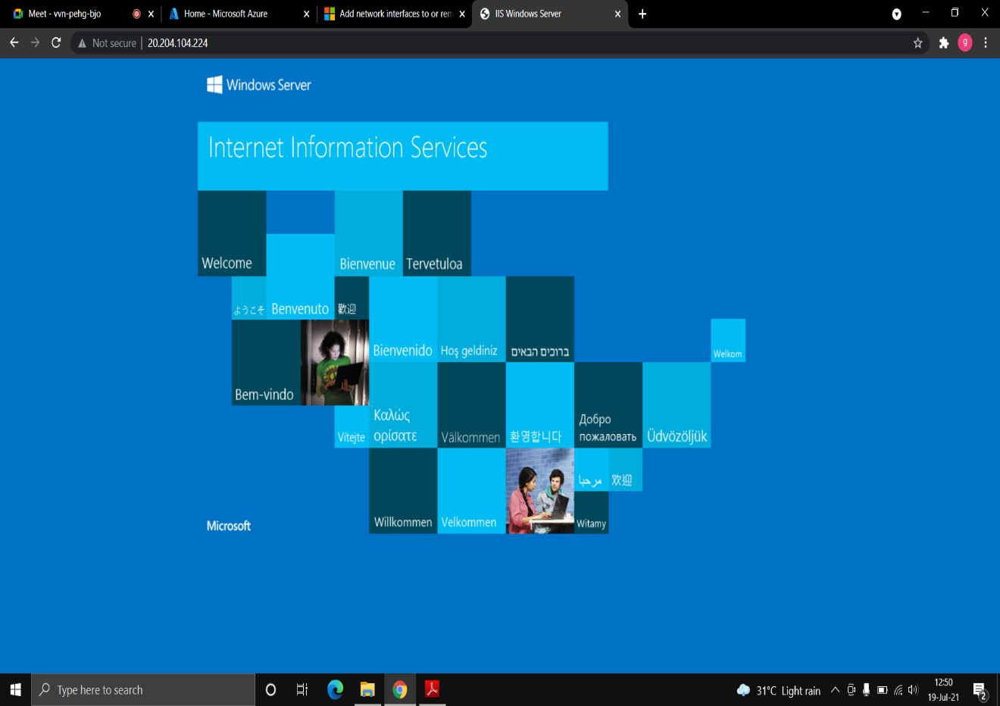 Meet - vvn-pehg-bjo
Home - Microsoft Azure
Add network interfaces to or rem
IIS Windows Server
Not secure | 20.204.104.224
g
Windows Server
Internet Information Services
Welcome
Bienvenue
Tervetuloa
ようこそ
Benvenuto
歡迎
Bienvenido
Hoş geldiniz
ברוכים הבאים
Welkom
Bem-vindo
Vítejte
Καλώς
ορίσατε
Välkommen
환영합니다
Добро
пожаловать
Üdvözöljük
مرحبا
欢迎
Microsoft
Willkommen
Velkommen
Witamy
Type here to search
31°C Light rain
12:50
19-Jul-21
2